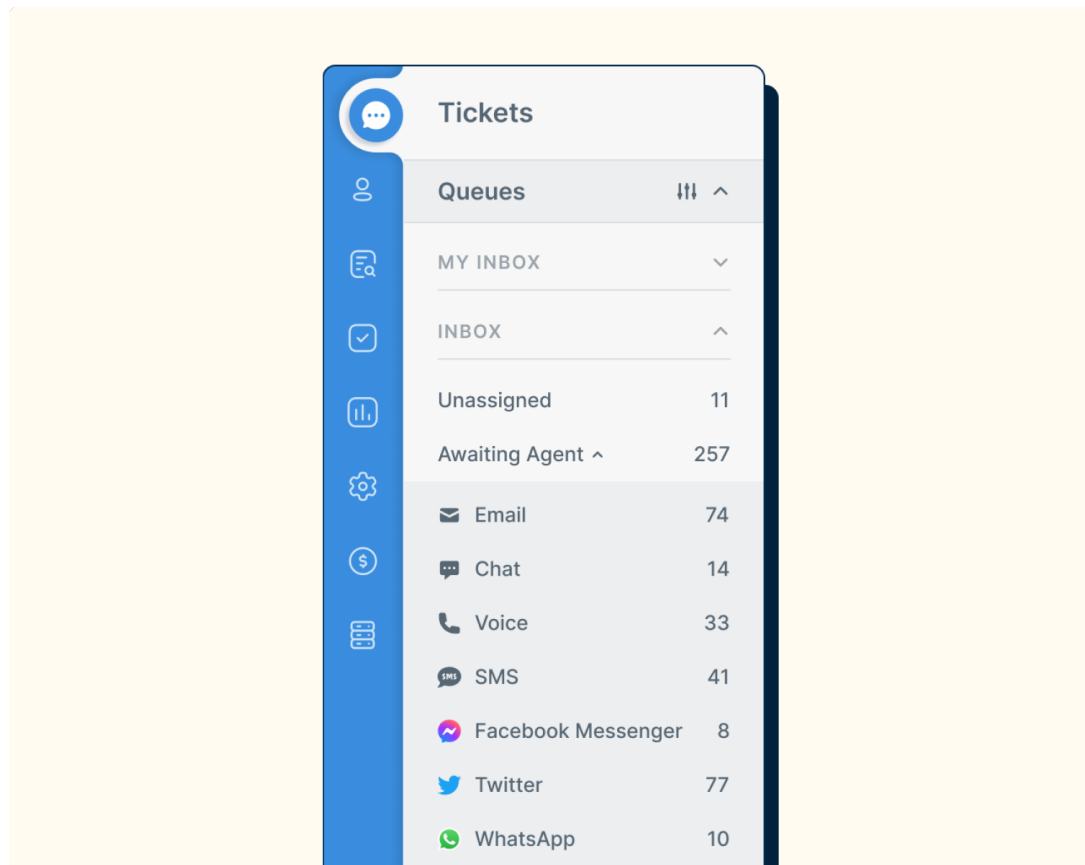 Tickets
Queues
MY INBOX
INBOX
Unassigned 11
Awaiting Agent 257
Email 74
Chat 14
Voice 33
SMS SMS 41
Facebook Messenger 8
Twitter 77
WhatsApp 10